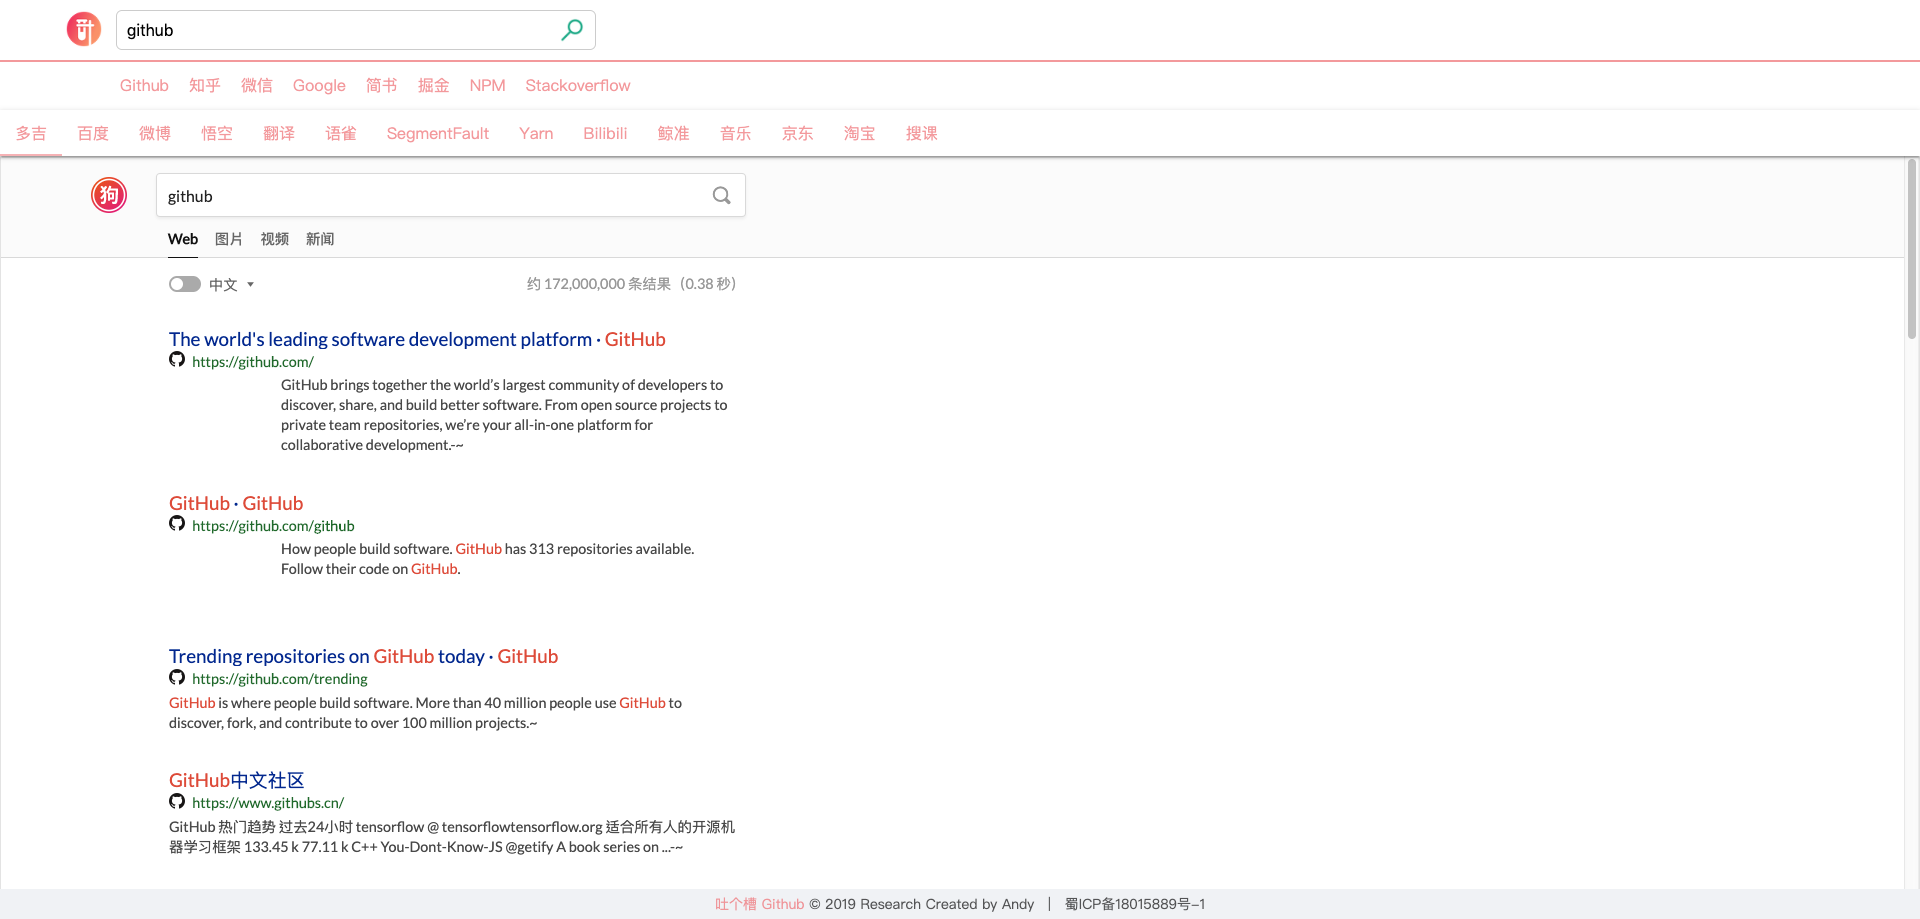 github
Github 知乎 微信 Google 简书 掘金 NPM Stackoverflow
多吉 百度 微博 悟空 翻译 语雀 SegmentFault Yarn Bilibili 鲸准 音乐 京东 淘宝 搜课
狗 github
Web 图片 视频 新闻
中文 约 172,000,000 条结果（0.38 秒）
The world's leading software development platform · GitHub
https://github.com/
GitHub brings together the world’s largest community of developers to
discover, share, and build better software. From open source projects to
private team repositories, we’re your all-in-one platform for
collaborative development.-~
GitHub · GitHub
https://github.com/github
How people build software. GitHub has 313 repositories available.
Follow their code on GitHub.
Trending repositories on GitHub today · GitHub
https://github.com/trending
GitHub is where people build software. More than 40 million people use GitHub to
discover, fork, and contribute to over 100 million projects.~
GitHub中文社区
https://www.githubs.cn/
GitHub 热门趋势 过去24小时 tensorflow @ tensorflowtensorflow.org 适合所有人的开源机
器学习框架 133.45 k 77.11 k C++ You-Dont-Know-JS @getify A book series on ...-~
吐个槽 Github © 2019 Research Created by Andy | 蜀ICP备18015889号-1